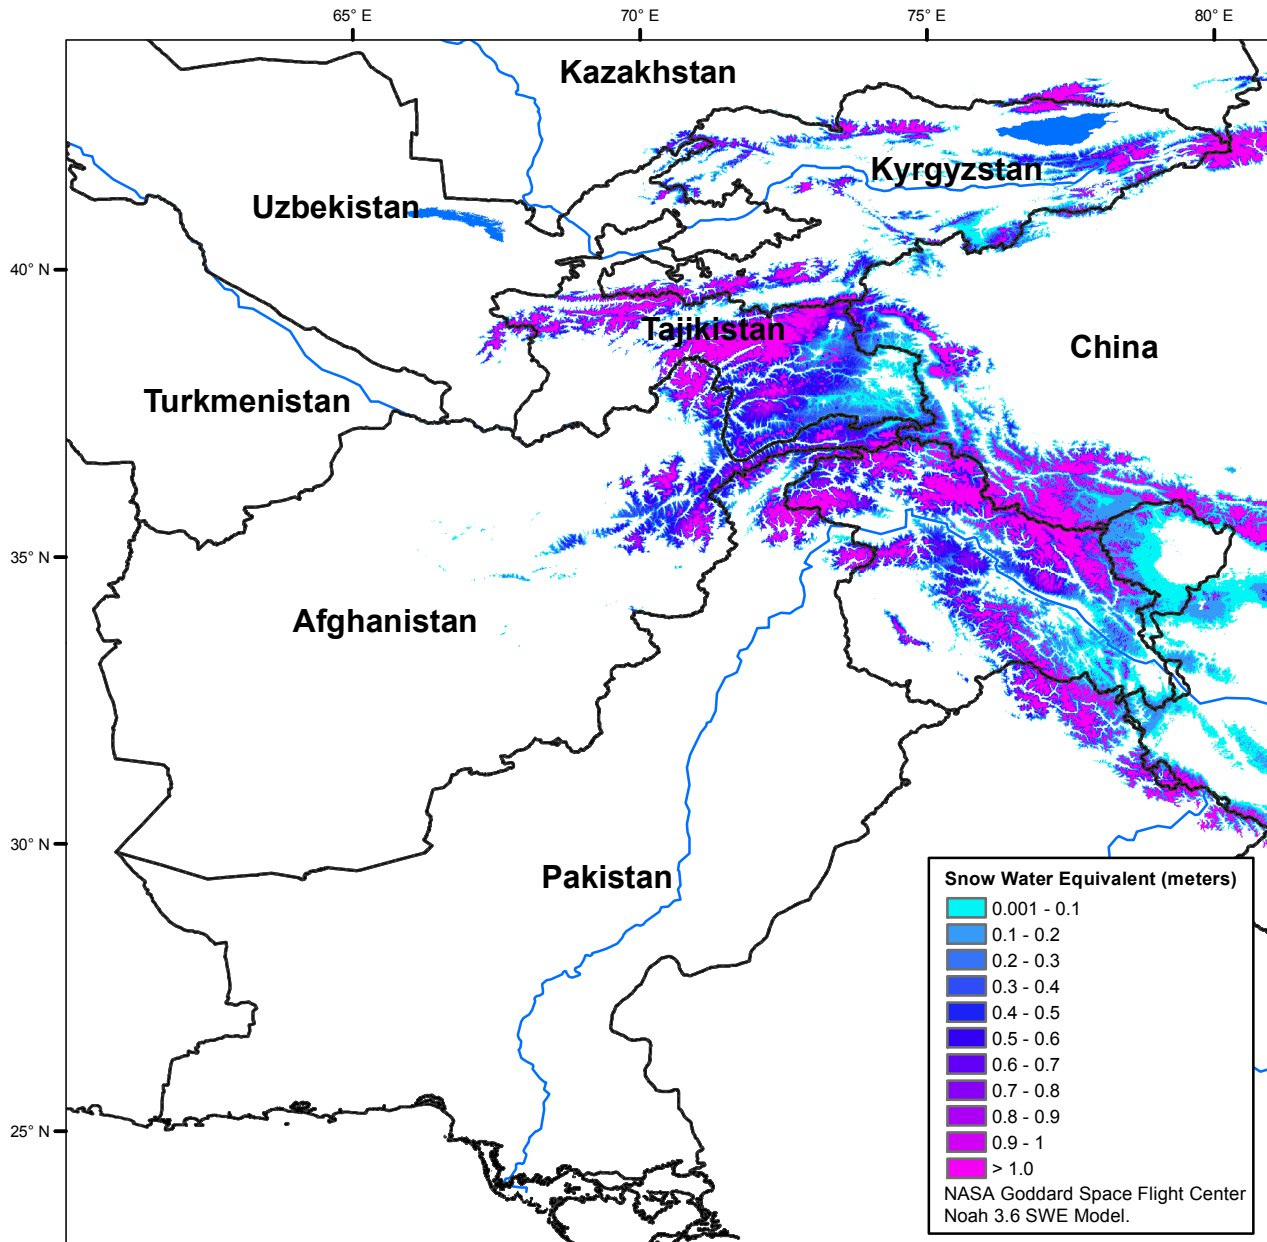 65° E
70° E
75° E
80° E
Kazakhstan
Kyrgyzstan
Uzbekistan
40° N
Tajikistan
China
Turkmenistan
35° N
Afghanistan
30° N
Pakistan
25° N
Snow Water Equivalent (meters)
0.001 - 0.1
0.1 - 0.2
0.2 - 0.3
0.3 - 0.4
0.4 - 0.5
0.5 - 0.6
0.6 - 0.7
0.7 - 0.8
0.8 - 0.9
0.9 - 1
> 1.0
NASA Goddard Space Flight Center
Noah 3.6 SWE Model.